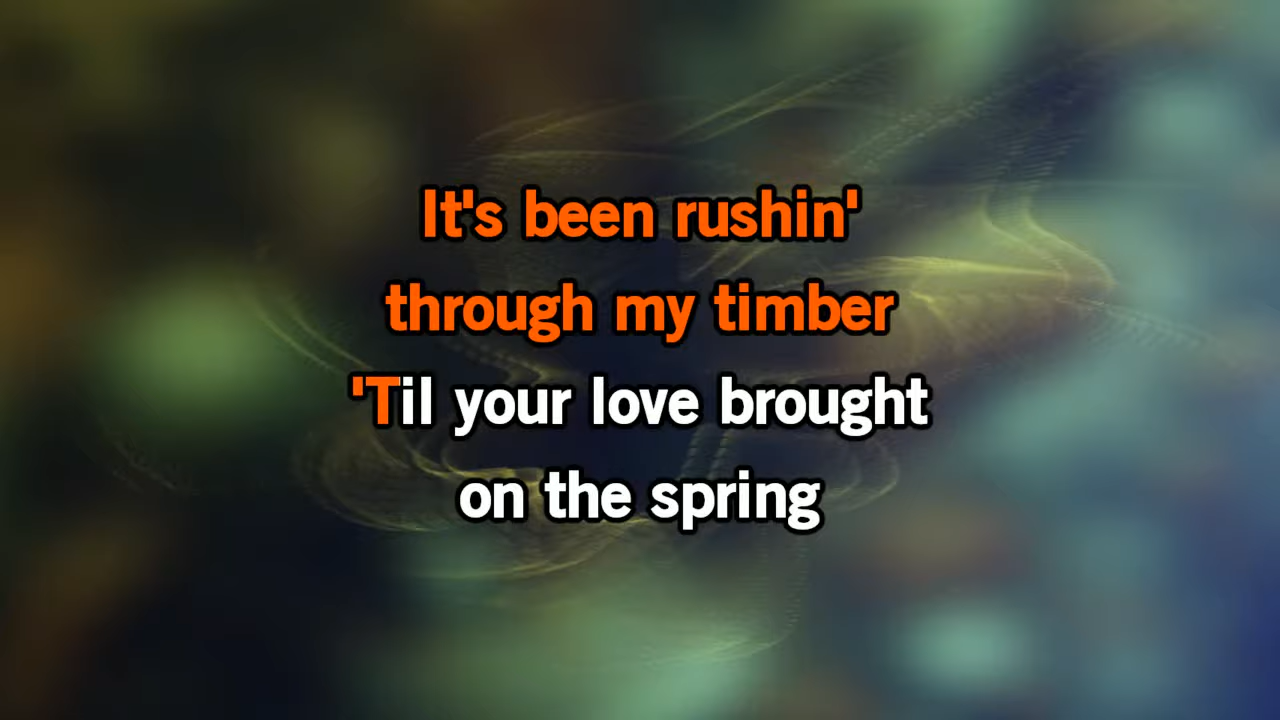 It's been rushin'
through my timber
'Til your love brought
on the spring